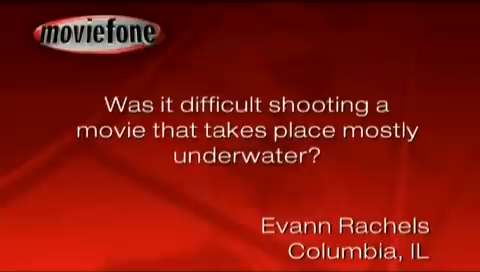 moviefone
Was it difficult shooting a
movie that takes place mostly
underwater?
Evann Rachels
Columbia, IL